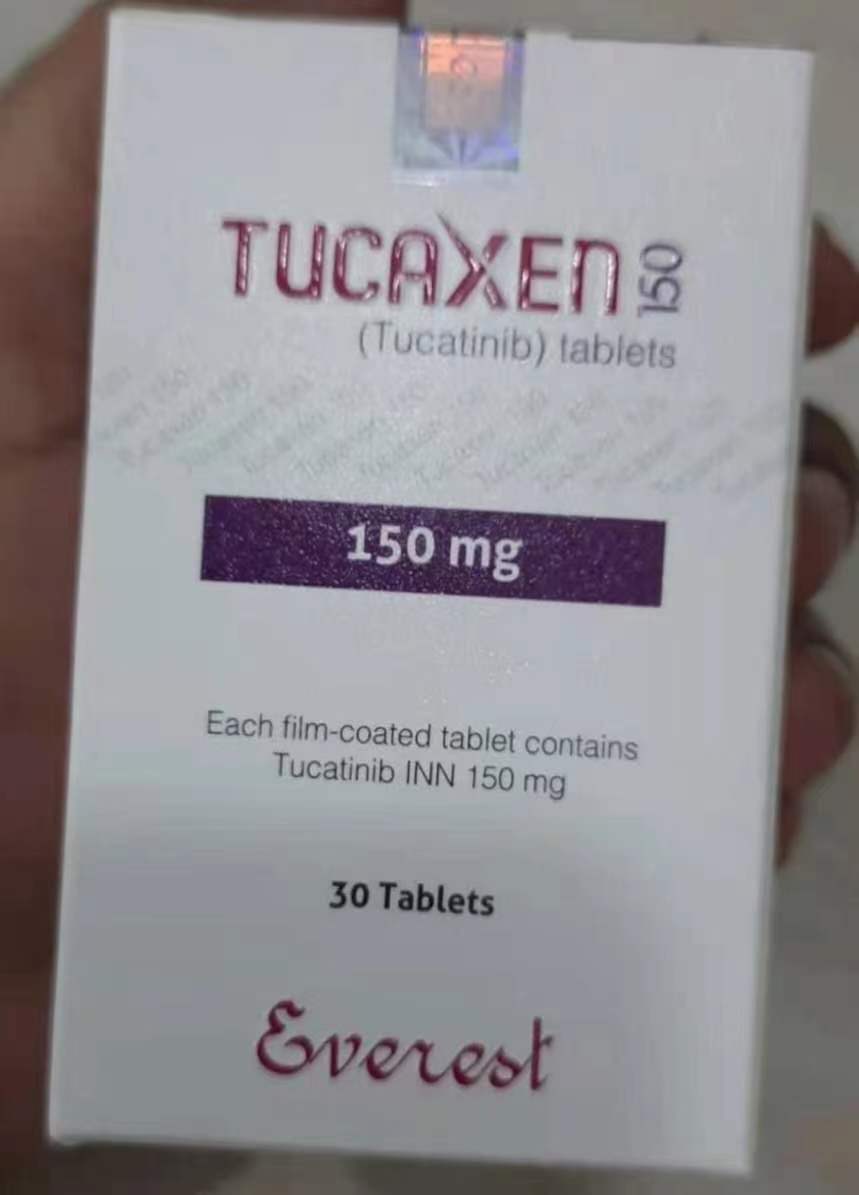 TUCAXEN 150
(Tucatinib) tablets
150 mg
Each film-coated tablet contains
Tucatinib INN 150 mg
30 Tablets
Everest